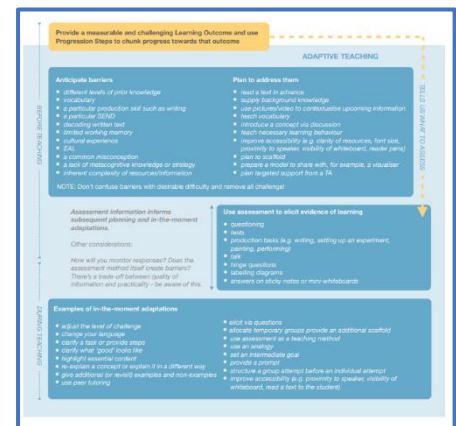 Provide a measurable and challenging Learning Outcome and use
Progression Steps to chunk progress towards that outcome
ADAPTIVE TEACHING
BEFORE TEACHING
TELLS US WHAT TO ASSESS
Anticipate barriers
different levels of prior knowledge
vocabulary
a particular production skill such as writing
a particular SEND
decoding written text
limited working memory
cultural experience
EAL
a common misconception
a lack of metacognitive knowledge or strategy
inherent complexity of resources/information
Plan to address them
read a text in advance
supply background knowledge
use pictures/video to contextualise upcoming information
teach vocabulary
introduce a concept via discussion
teach necessary learning behaviour
improve accessibility (e.g. clarity of resources, font size,
proximity to speaker, visibility of whiteboard, reader pens)
plan to scaffold
prepare a model to share with, for example, a visualiser
plan targeted support from a TA
NOTE: Don't confuse barriers with desirable difficulty and remove all challenge!
Assessment information informs
subsequent planning and in-the-moment
adaptations.
Other considerations:
How will you monitor responses? Does the
assessment method itself create barriers?
There's a trade-off between quality of
information and practicality - be aware of this.
Use assessment to elicit evidence of learning
questioning
tests
production tasks (e.g. writing, setting up an experiment,
painting, performing)
talk
hinge questions
labelling diagrams
answers on sticky notes or mini-whiteboards
DURING TEACHING
Examples of in-the-moment adaptations
adjust the level of challenge
change your language
clarify a task or provide steps
clarify what 'good' looks like
highlight essential content
re-explain a concept or explain it in a different way
give additional (or revisit) examples and non-examples
use peer tutoring
elicit via questions
allocate temporary groups provide an additional scaffold
use assessment as a teaching method
use an analogy
set an intermediate goal
provide a prompt
structure a group attempt before an individual attempt
improve accessibility (e.g. proximity to speaker, visibility of
whiteboard, read a text to the student)